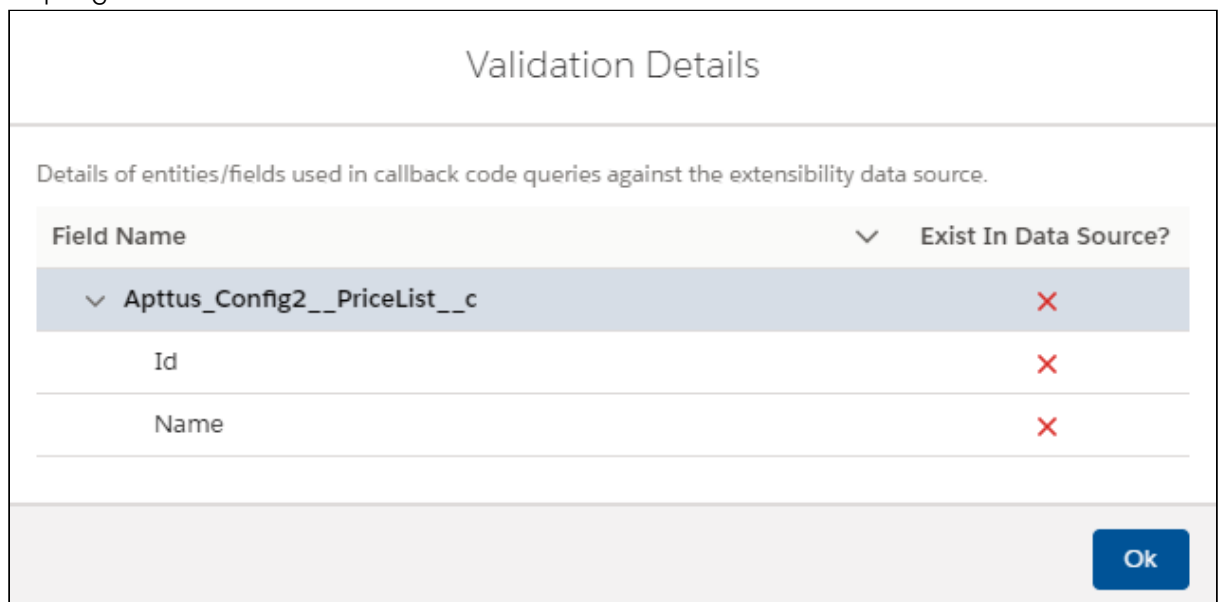 Validation Details
Details of entities/fields used in callback code queries against the extensibility data source.
Field Name Exist In Data Source?
Apttus_Config2__PriceList__c
Id
Name
Ok